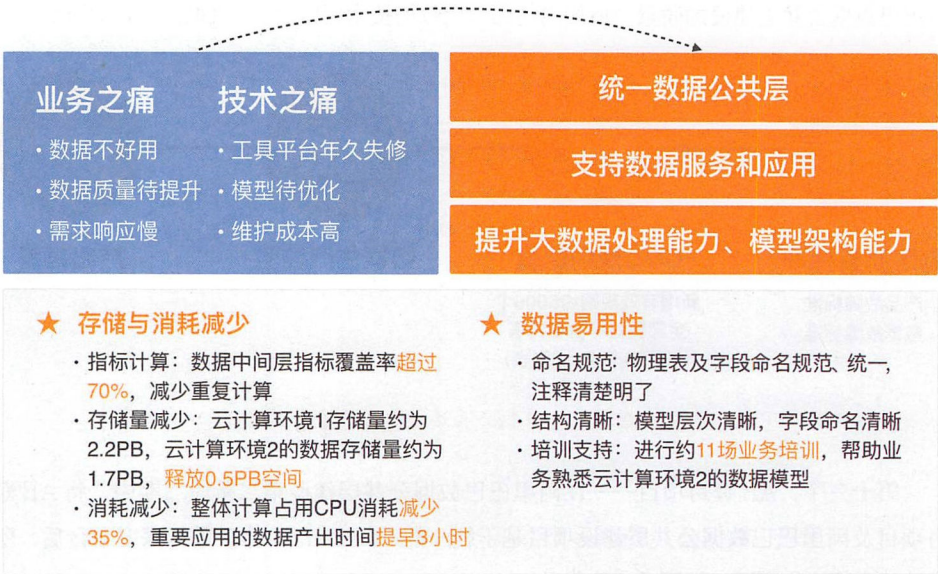 业务之痛
· 数据不好用
· 数据质量待提升
· 需求响应慢
技术之痛
· 工具平台年久失修
· 模型待优化
· 维护成本高
统一数据公共层
支持数据服务和应用
提升大数据处理能力、模型架构能力
★ 存储与消耗减少
· 指标计算：数据中间层指标覆盖率超过
70%，减少重复计算
· 存储量减少：云计算环境1存储量约为
2.2PB，云计算环境2的数据存储量约为
1.7PB，释放0.5PB空间
· 消耗减少：整体计算占用CPU消耗减少
35%，重要应用的数据产出时间提早3小时
★ 数据易用性
· 命名规范：物理表及字段命名规范、统一，
注释清楚明了
· 结构清晰：模型层次清晰，字段命名清晰
· 培训支持：进行约11场业务培训，帮助业
务熟悉云计算环境2的数据模型